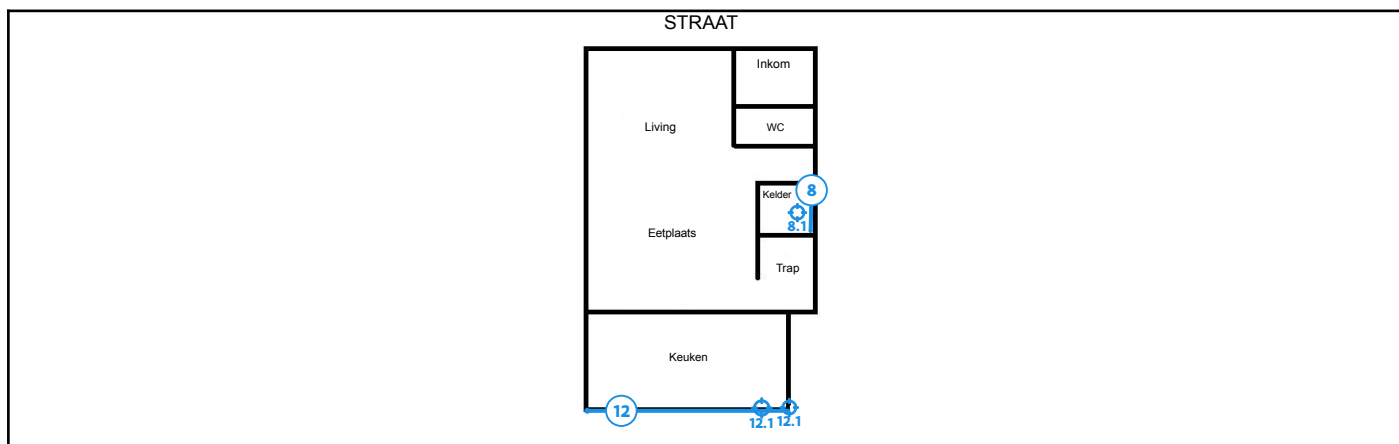 STRAAT
Inkom
Living
WC
Kelder
8
8.1
Eetplaats
Trap
Keuken
12
12.1
12.1